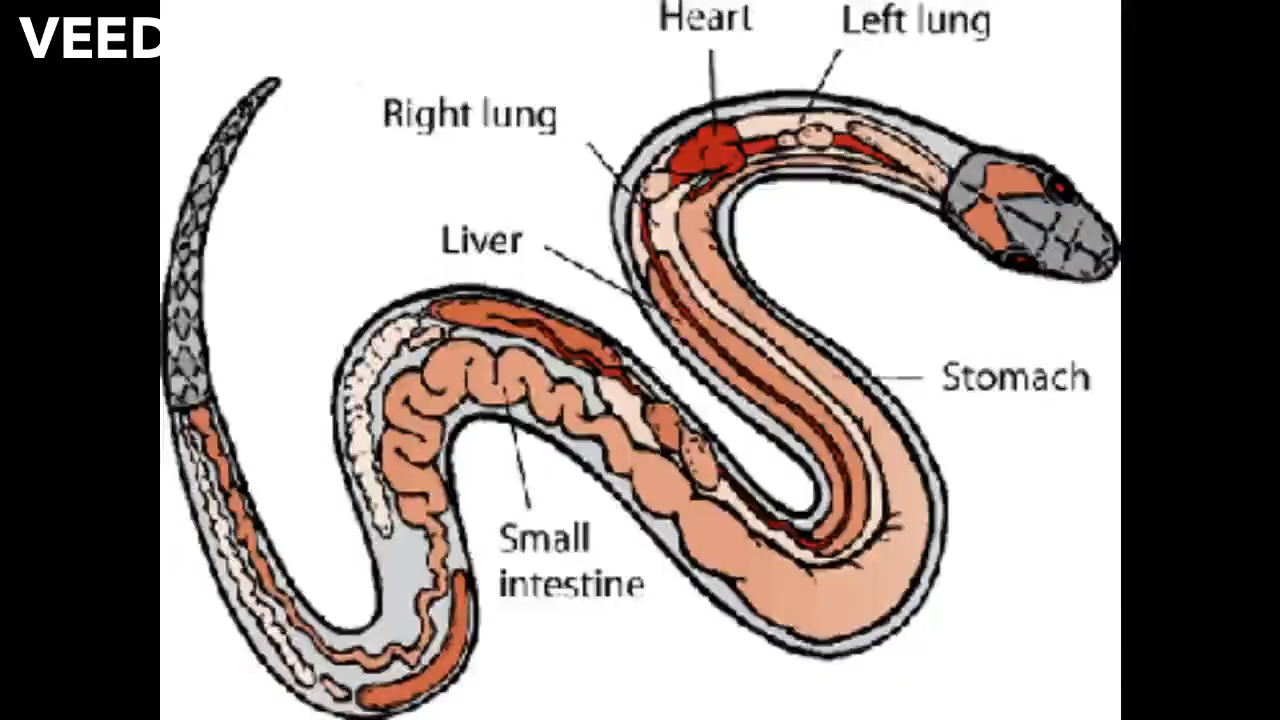 VEED
Heart
Left lung
Right lung
Liver
Stomach
Small
intestine